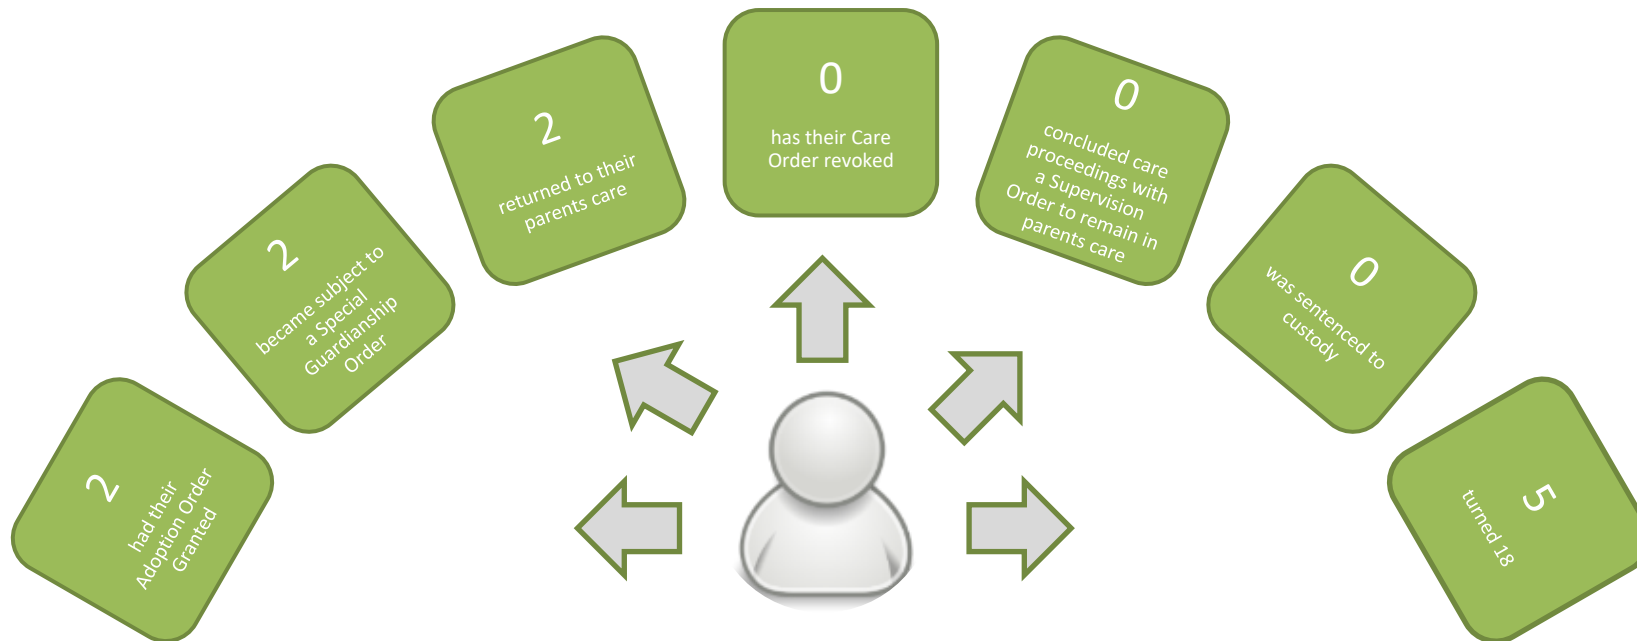 2
had their
Adoption Order
Granted
2
became subject to
a Special
Guardianship
Order
2
returned to their
parents care
0
has their Care
Order revoked
0
concluded care
proceedings with
a Supervision
Order to remain in
parents care
0
was sentenced to
custody
5
turned 18